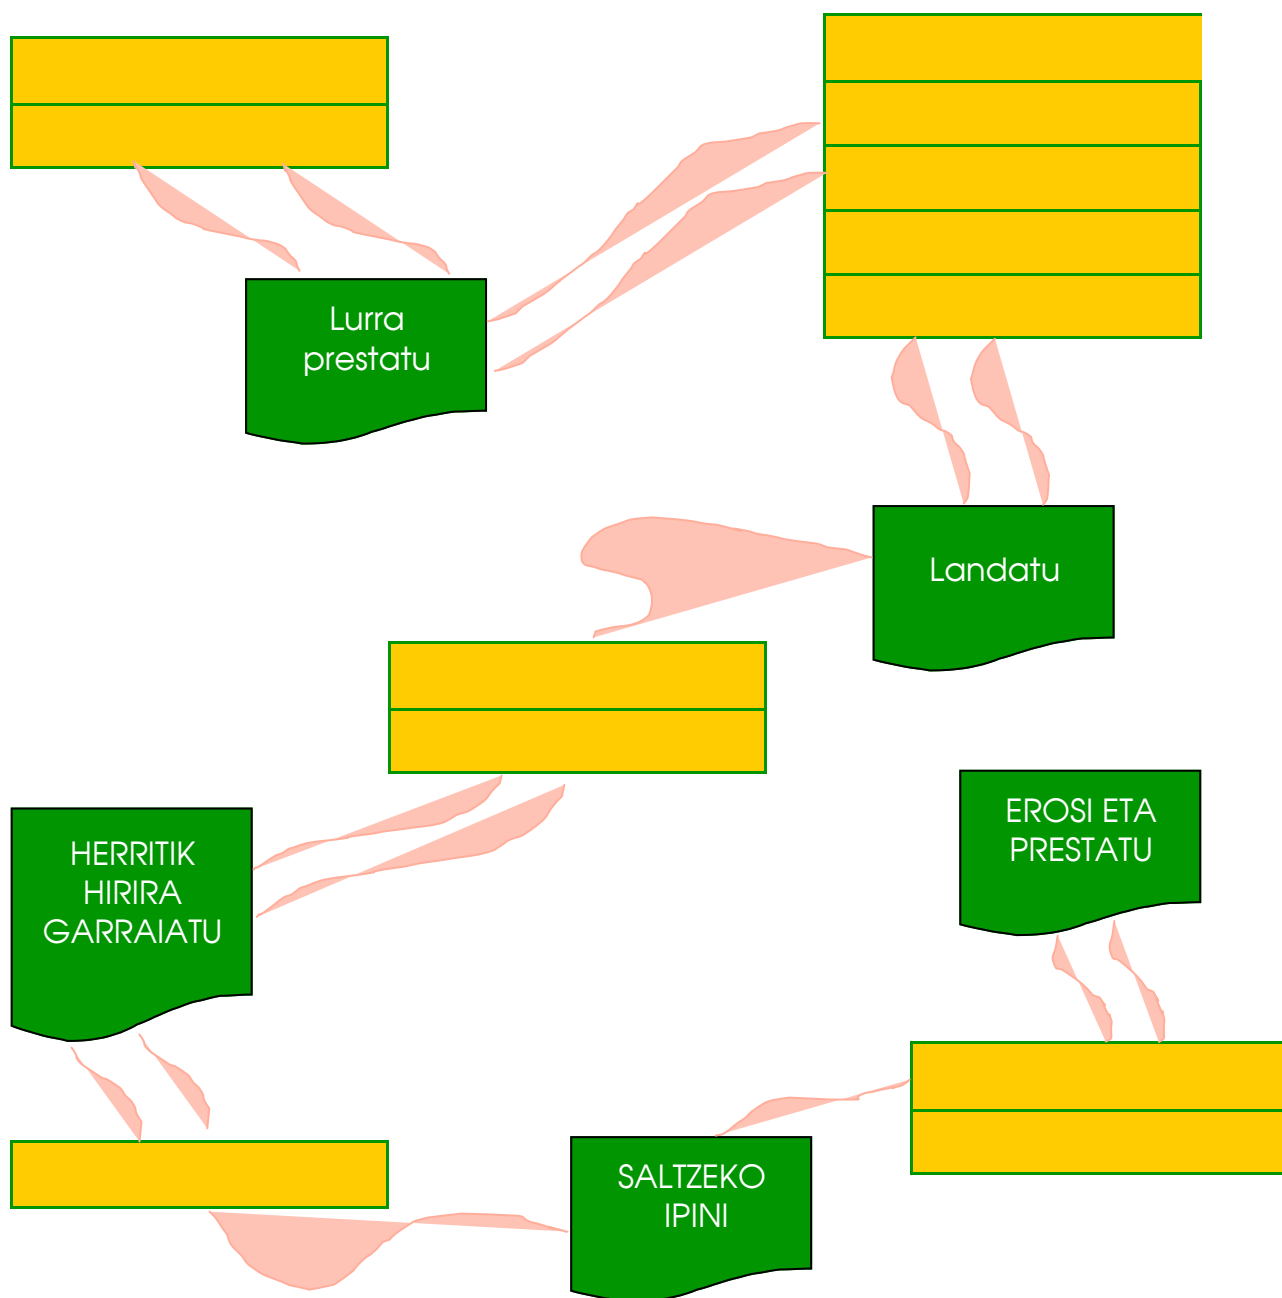 Lurra
prestatu
Landatu
HERRITIK
HIRIRA
GARRAIATU
EROSI ETA
PRESTATU
SALTZEKO
IPINI